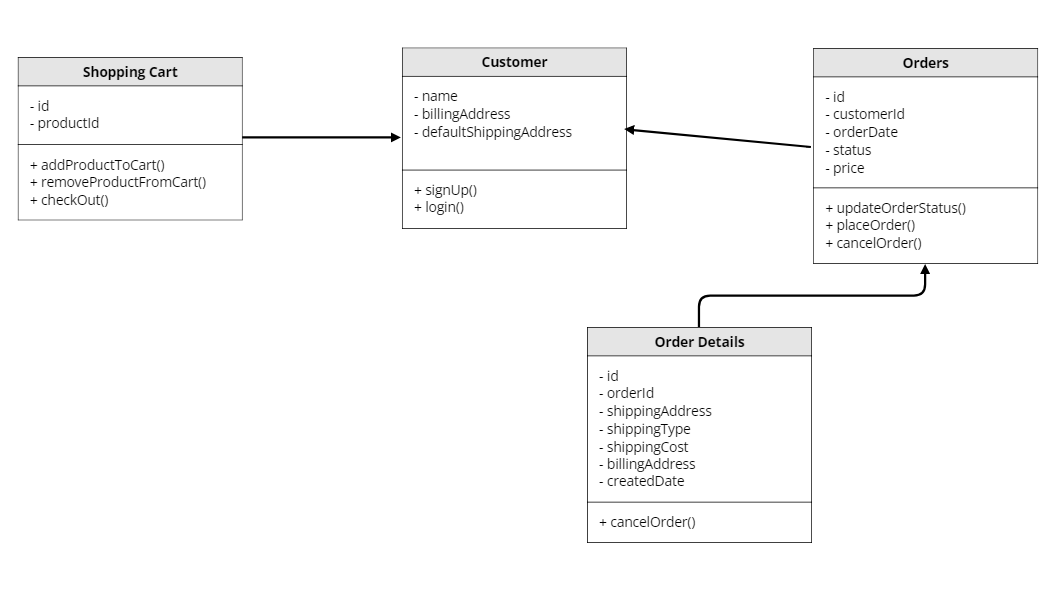 Shopping Cart
- id
- productId
+ addProductToCart()
+ removeProductFromCart()
+ checkOut()
Customer
- name
- billingAddress
- defaultShippingAddress
+ signUp()
+ login()
Orders
- id
- customerId
- orderDate
- status
- price
+ updateOrderStatus()
+ placeOrder()
+ cancelOrder()
Order Details
- id
- orderId
- shippingAddress
- shippingType
- shippingCost
- billingAddress
- createdDate
+ cancelOrder()